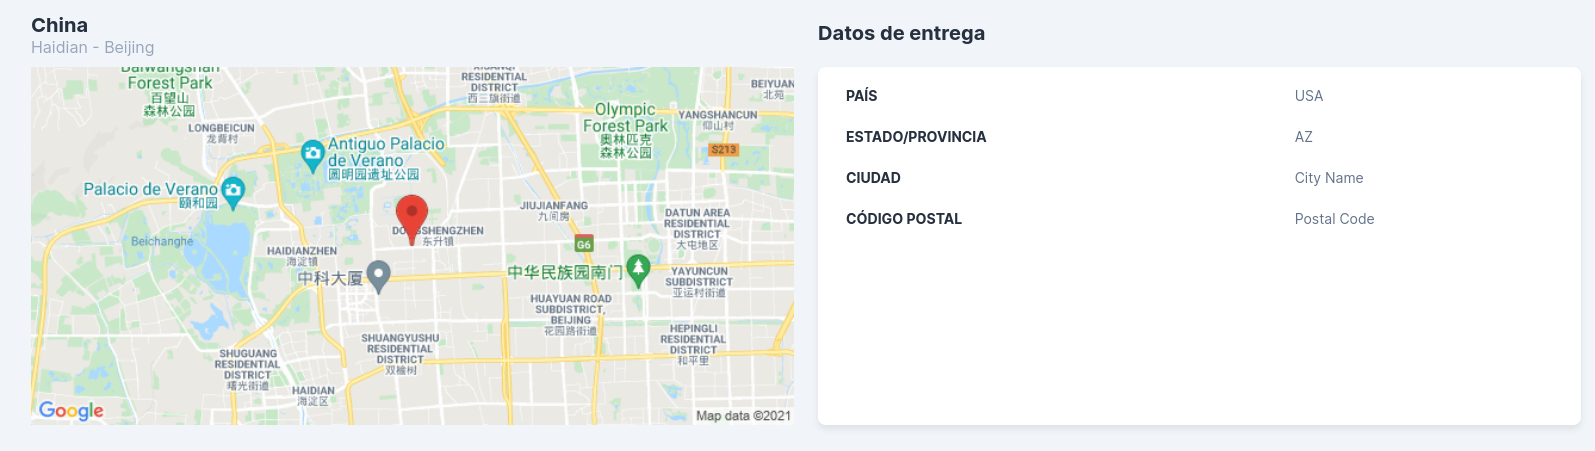 China
Haidian - Beijing
Datos de entrega
Forest Park
百望山
森林公园
RESIDENTIAL
DISTRICT
西三旗街道
BEIYUAN
北苑
LONGBEICUN
龙背村
Olympic
Forest Park
奥林匹克
森林公园
YANGSHANCUN
仰山村
S213
Antiguo Palacio
de Verano
圆明园遗址公园
Palacio de Verano
颐和园
Beichanghe
JIUJIANFANG
九间房
DATUN AREA
RESIDENTIAL
DISTRICT
大屯地区
东升镇
G6
HAIDIANZHEN
海淀镇
中科大厦
中华民族园南门
YAYUNCUN
SUBDISTRICT
亚运村街道
HUAYUAN ROAD
SUBDISTRICT,
BEIJING
花园路街道
SHUANGYUSHU
RESIDENTIAL
DISTRICT
双榆树
HEPINGLI
RESIDENTIAL
DISTRICT
和平里
SHUGUANG
RESIDENTIAL
DISTRICT
曙光街道
HAIDIAN
海淀区
Google
Map data ©2021
PAÍS USA
ESTADO/PROVINCIA AZ
CIUDAD City Name
CÓDIGO POSTAL Postal Code